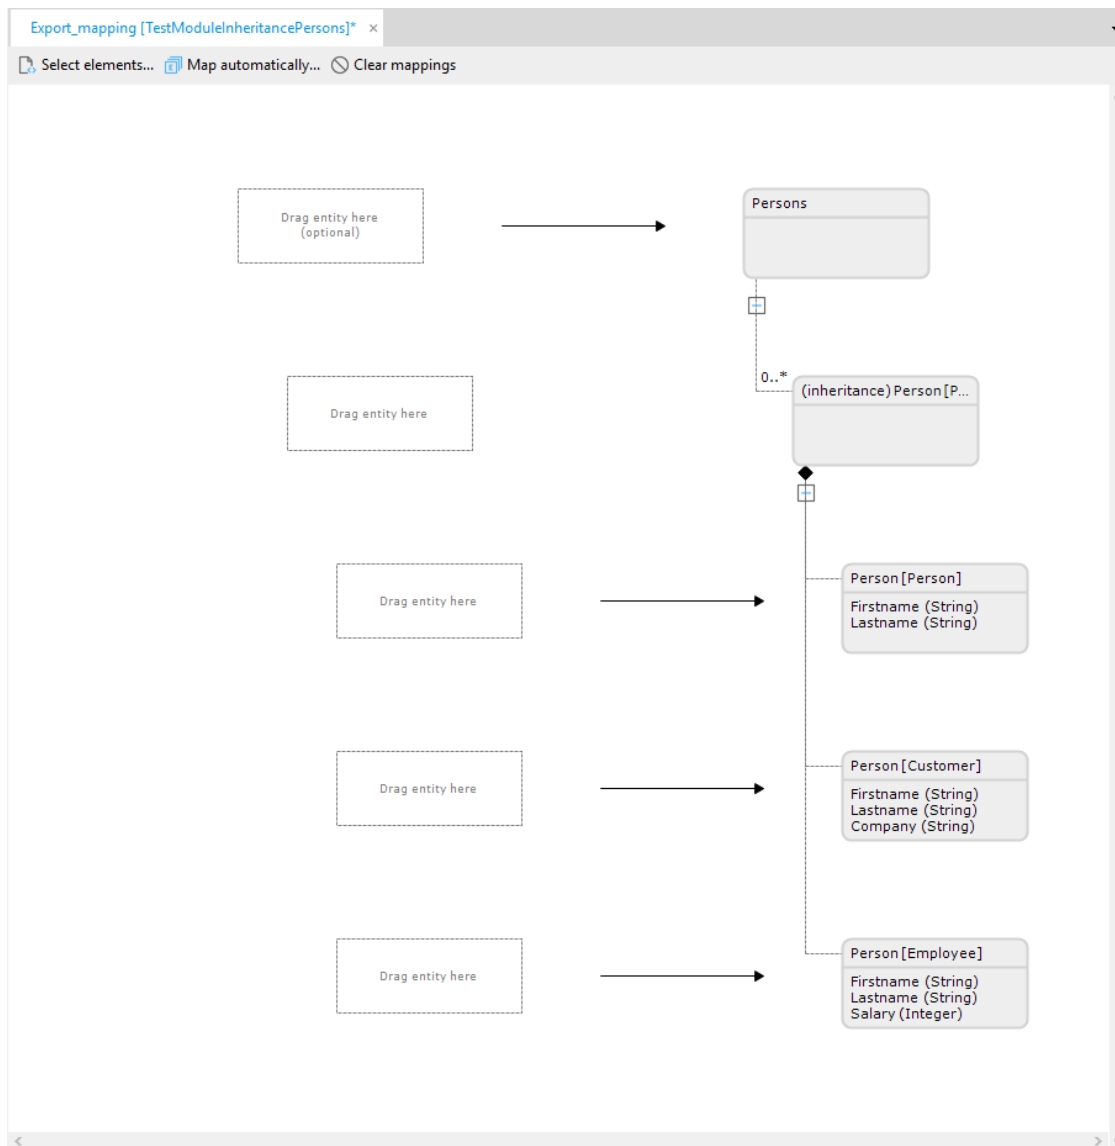 Export_mapping [TestModuleInheritancePersons]* ×
Select elements... Map automatically... Clear mappings
Drag entity here
(optional)
Persons
0..*
(inheritance) Person [P...
Drag entity here
Person [Person]
Firstname (String)
Lastname (String)
Drag entity here
Person [Customer]
Firstname (String)
Lastname (String)
Company (String)
Drag entity here
Person [Employee]
Firstname (String)
Lastname (String)
Salary (Integer)
Drag entity here